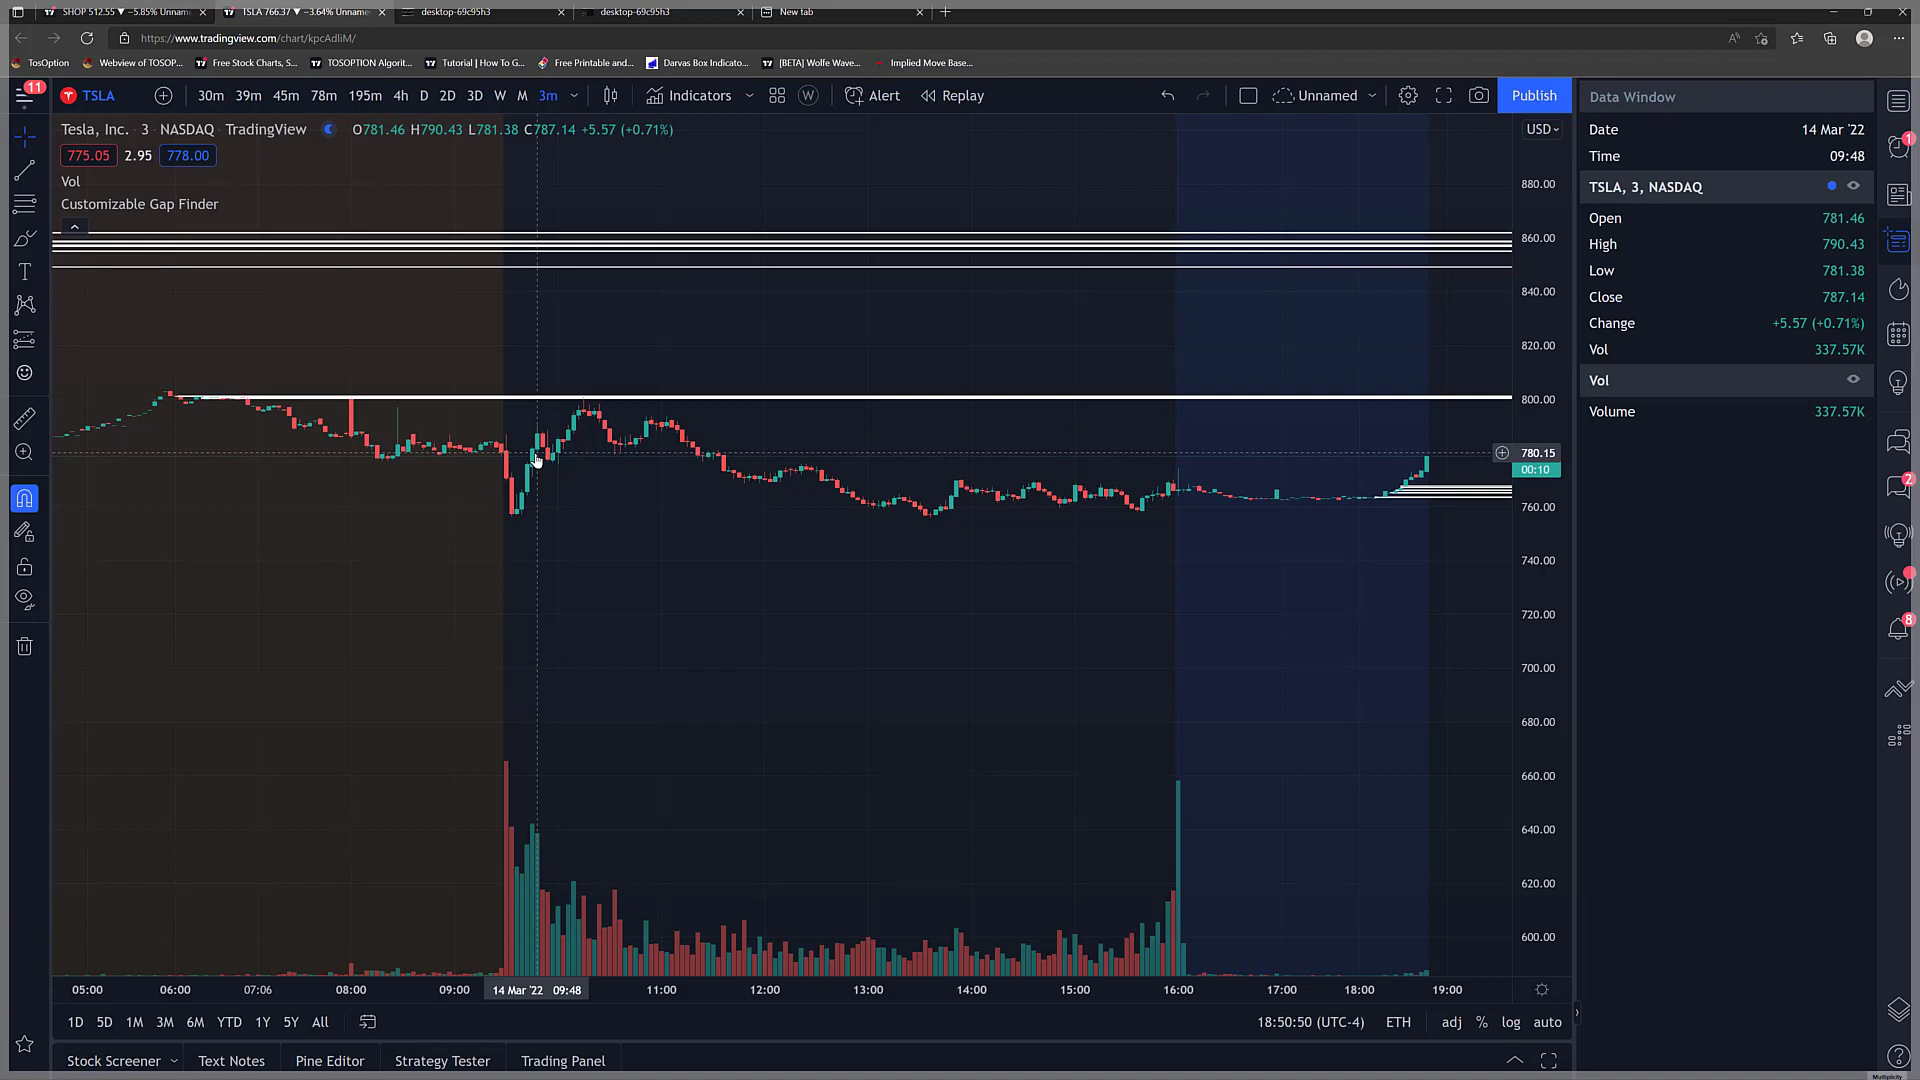 SHOP 512.55 ▼ −5.85% Unnam
TSLA 766.37 ▼ −3.64% Unname
desktop-69c95h3
desktop-69c95h3
New tab
https://www.tradingview.com/chart/kpcAdliM/
TosOption
Webview of TOSOP...
Free Stock Charts, S...
TOSOPTION Algorit...
Tutorial | How To G...
Free Printable and...
Darvas Box Indicato...
[BETA] Wolfe Wave...
Implied Move Base...
11
TSLA
30m 39m 45m 78m 195m 4h D 2D 3D W M 3m
Indicators
W
Alert
Replay
Unnamed
Publish
Data Window
Tesla, Inc. · 3 · NASDAQ · TradingView
O781.46 H790.43 L781.38 C787.14 +5.57 (+0.71%)
USD
775.05 2.95 778.00
Vol
Customizable Gap Finder
880.00
860.00
840.00
820.00
800.00
780.15
00:10
760.00
740.00
720.00
700.00
680.00
660.00
640.00
620.00
600.00
Date 14 Mar '22
Time 09:48
TSLA, 3, NASDAQ
Open 781.46
High 790.43
Low 781.38
Close 787.14
Change +5.57 (+0.71%)
Vol 337.57K
Vol
Volume 337.57K
1
2
8
05:00 06:00 07:06 08:00 09:00 14 Mar '22 09:48 11:00 12:00 13:00 14:00 15:00 16:00 17:00 18:00 19:00
1D 5D 1M 3M 6M YTD 1Y 5Y All
18:50:50 (UTC-4) ETH adj % log auto
Stock Screener
Text Notes
Pine Editor
Strategy Tester
Trading Panel
Multiplicity